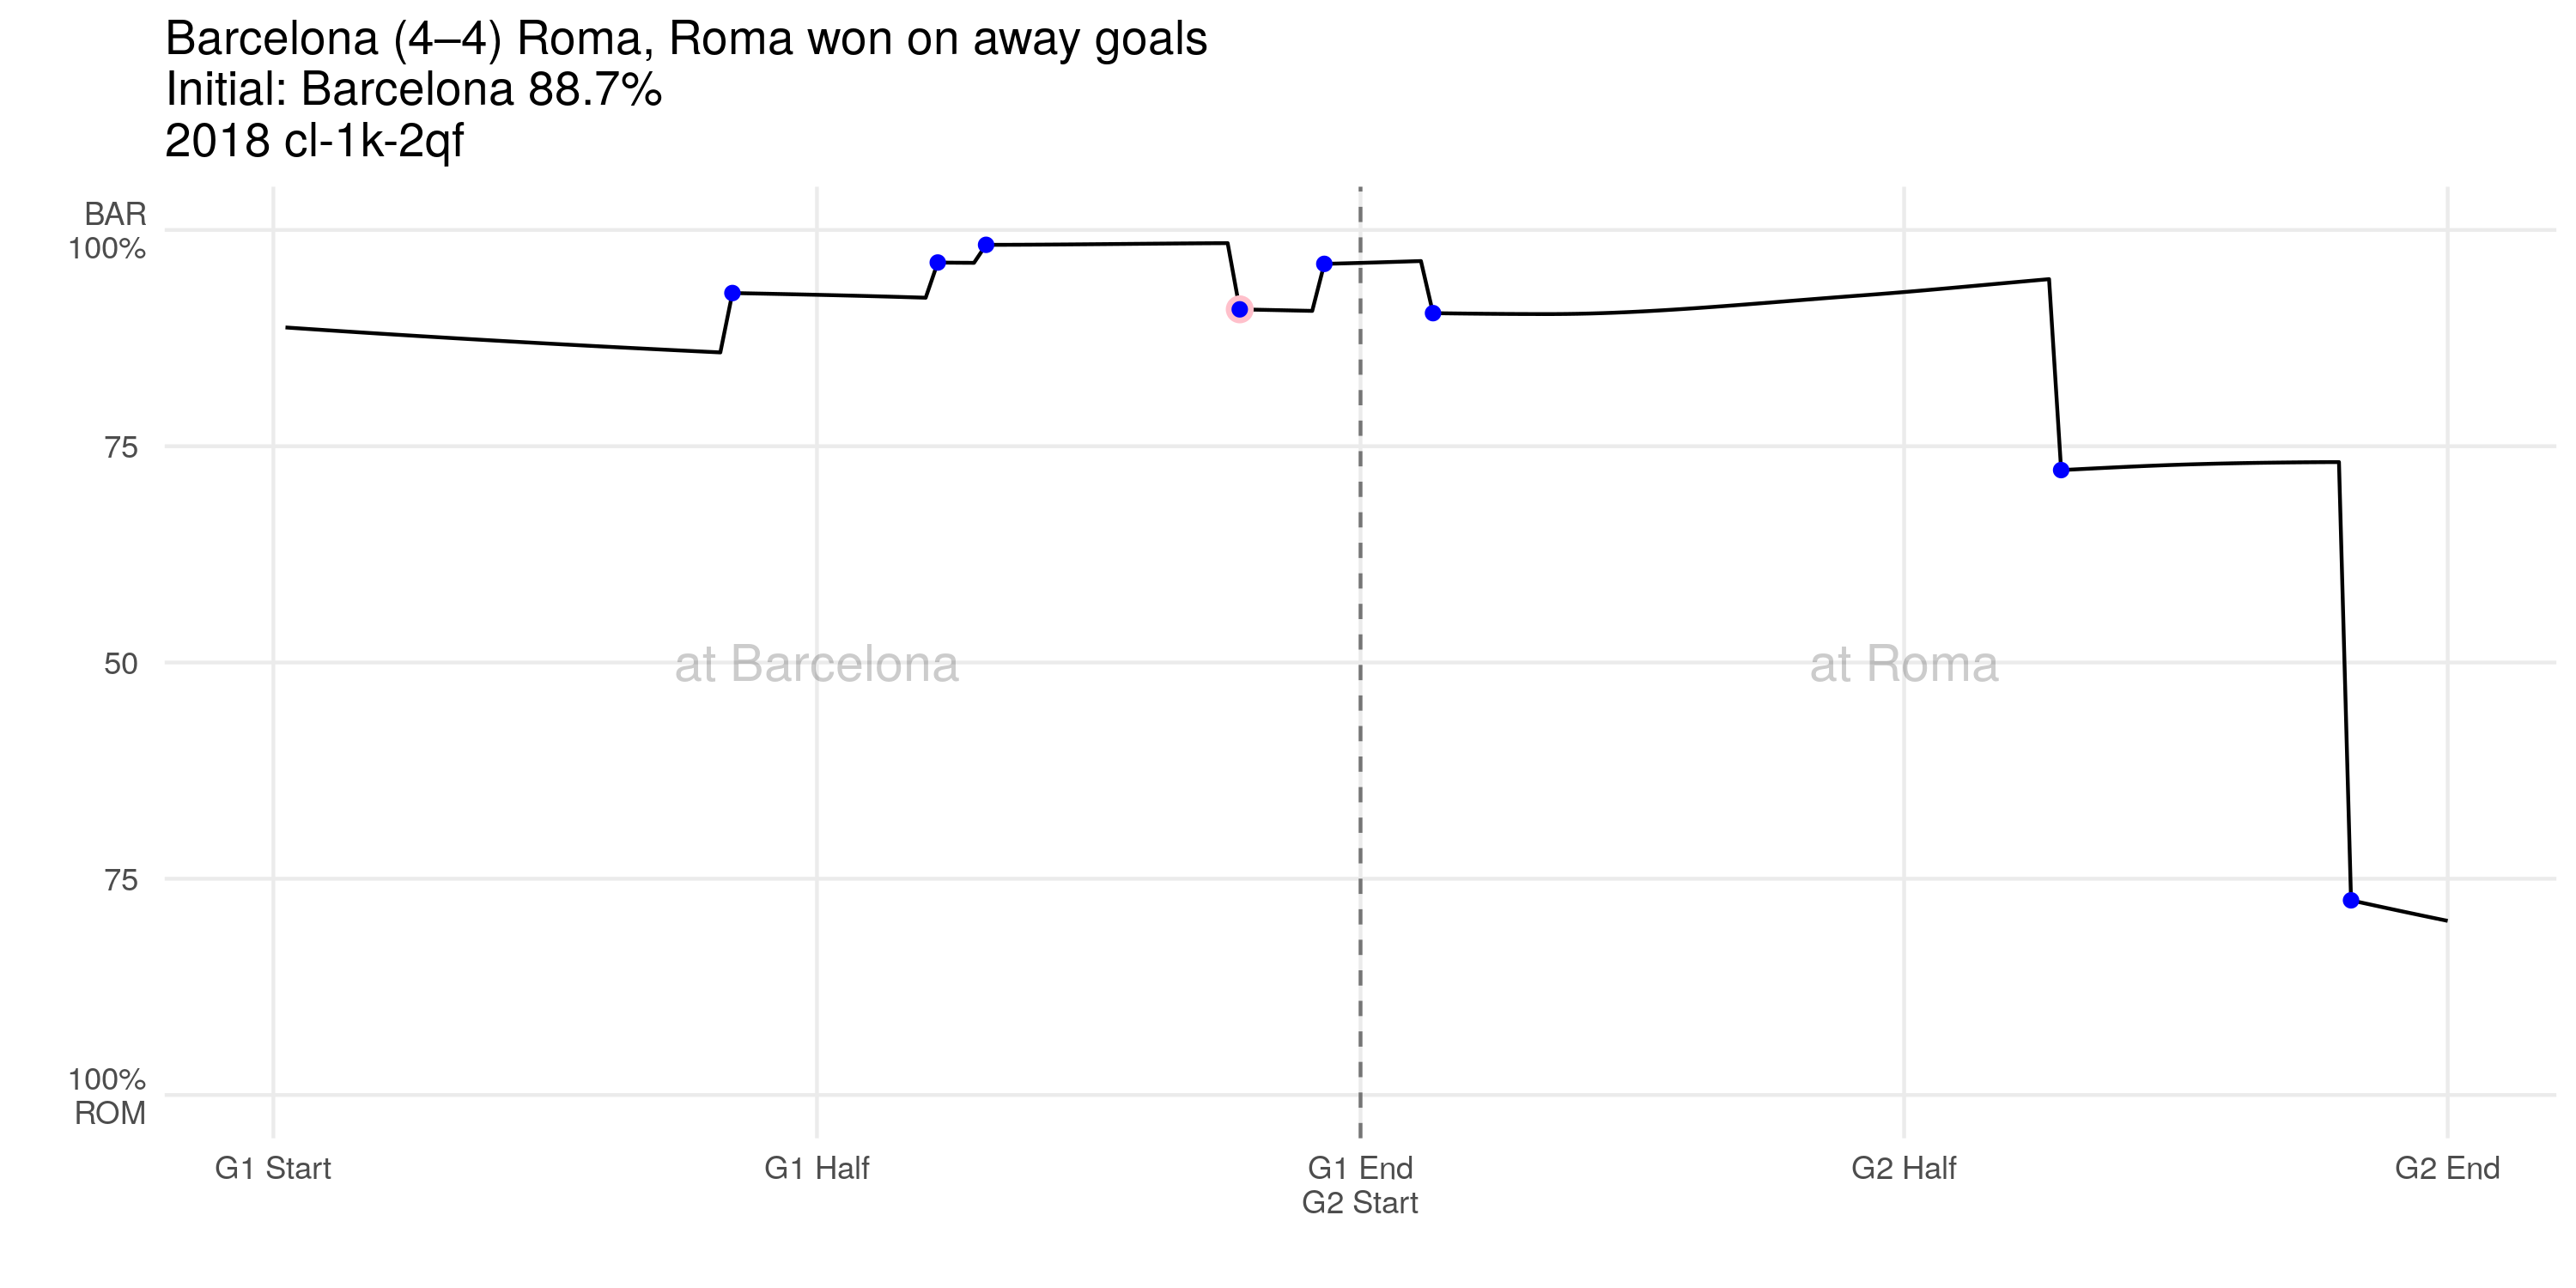 Barcelona (4–4) Roma, Roma won on away goals
Initial: Barcelona 88.7%
2018 cl-1k-2qf
BAR
100%
75
50
75
100%
ROM
at Barcelona
at Roma
G1 Start
G1 Half
G1 End
G2 Start
G2 Half
G2 End